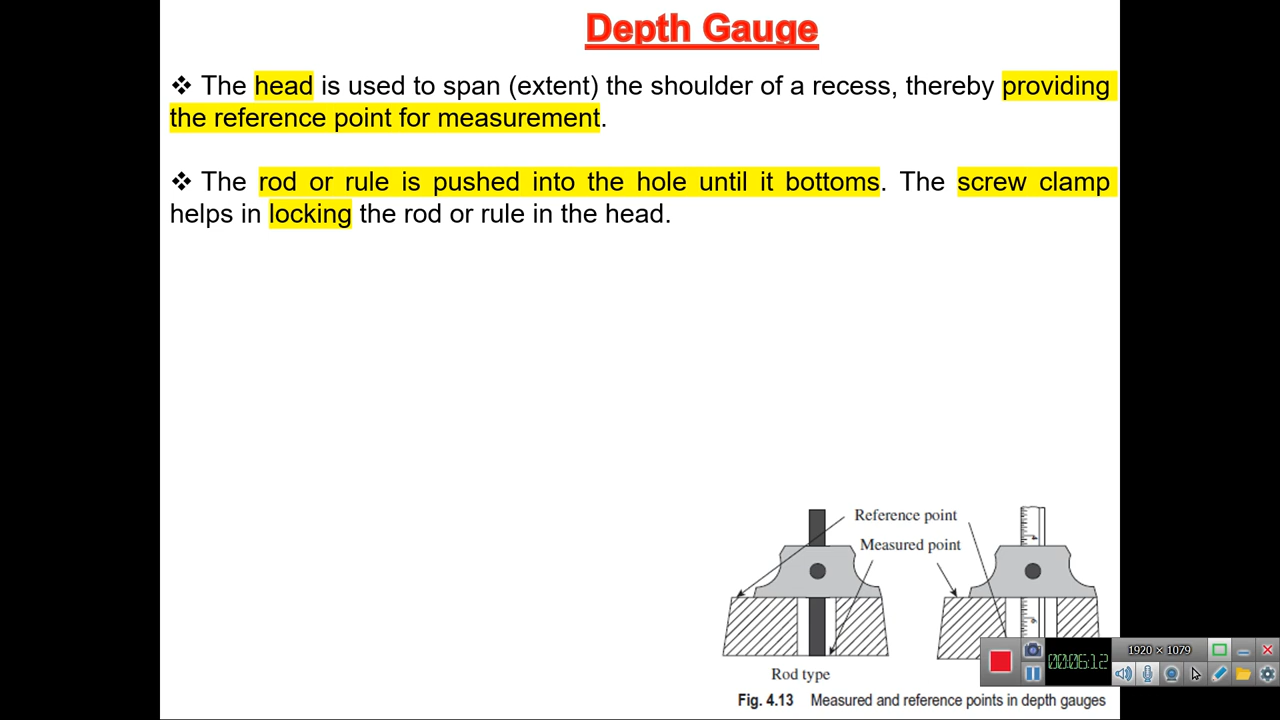 Depth Gauge
❖ The head is used to span (extent) the shoulder of a recess, thereby providing
the reference point for measurement.
❖ The rod or rule is pushed into the hole until it bottoms. The screw clamp
helps in locking the rod or rule in the head.
Reference point
Measured point
Rod type
Fig. 4.13 Measured and reference points in depth gauges
1920 × 1079
00:06:12